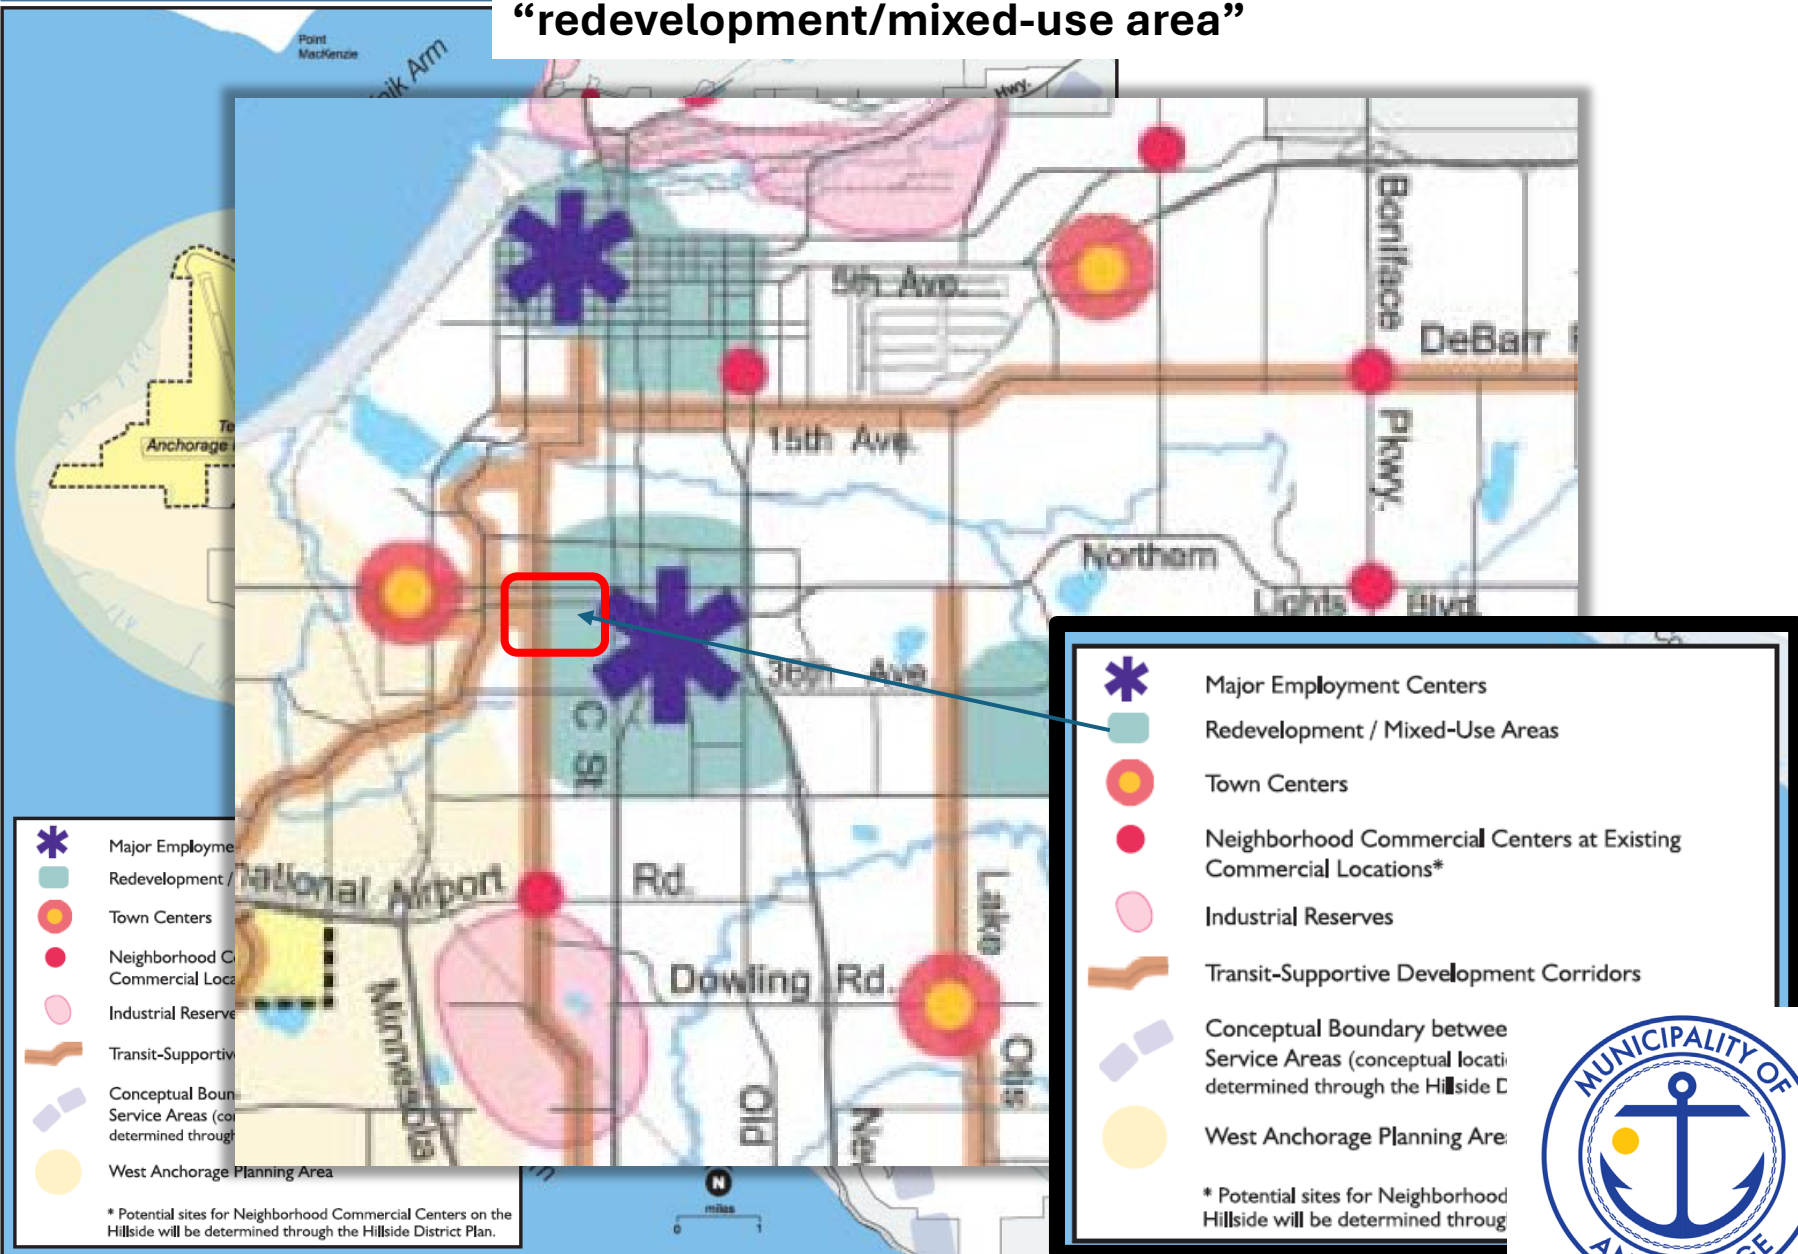 “redevelopment/mixed-use area”
Point
MacKenzie
Arm
Hwy.
Anchorage
5th Ave.
Boniface
DeBarr
15th Ave.
Pkwy.
Northern
Lights Blvd.
36th Ave
C St
Rd.
Airport
Lake
Dowling Rd.
Otis
Minnesota
Old
Major Employment Centers
Redevelopment / Mixed-Use Areas
Town Centers
Neighborhood Commercial Centers at Existing
Commercial Locations*
Industrial Reserves
Transit-Supportive Development Corridors
Conceptual Boundary betwee
Service Areas (conceptual locati
determined through the Hillside D
West Anchorage Planning Area
* Potential sites for Neighborhood
Hillside will be determined throug
Major Employme
Redevelopment /
Town Centers
Neighborhood C
Commercial Loca
Industrial Reserve
Transit-Supportiv
Conceptual Boun
Service Areas (co
determined through
West Anchorage Planning Area
* Potential sites for Neighborhood Commercial Centers on the
Hillside will be determined through the Hillside District Plan.
N
miles
0 1
MUNICIPALITY OF